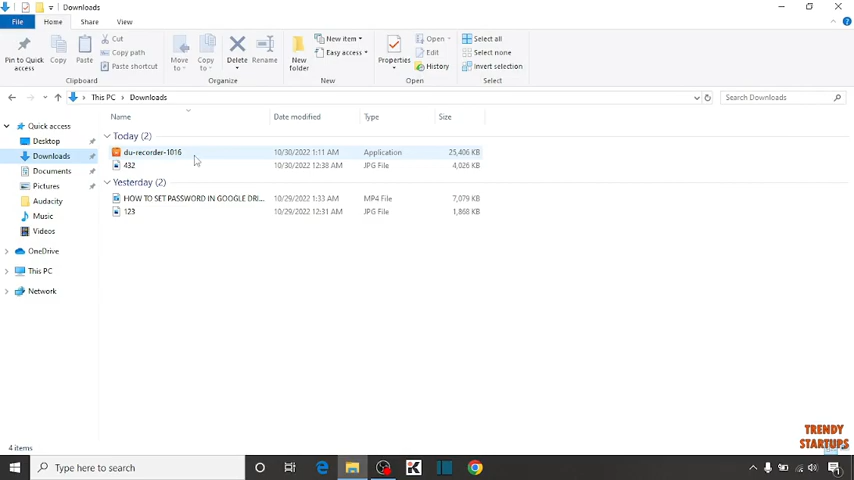 Downloads
File Home Share View
Pin to Quick access
Copy
Paste
Cut
Copy path
Paste shortcut
Clipboard
Move to
Copy to
Delete
Rename
Organize
New folder
New item
Easy access
New
Properties
Open
Edit
History
Open
Select all
Select none
Invert selection
Select
This PC > Downloads
Search Downloads
Name Date modified Type Size
Quick access
Desktop
Downloads
Documents
Pictures
Audacity
Music
Videos
OneDrive
This PC
Network
Today (2)
du-recorder-1016 10/30/2022 1:11 AM Application 25,406 KB
432 10/30/2022 12:38 AM JPG File 4,026 KB
Yesterday (2)
HOW TO SET PASSWORD IN GOOGLE DRI... 10/29/2022 1:33 AM MP4 File 7,079 KB
123 10/29/2022 12:31 AM JPG File 1,868 KB
TRENDY
STARTUPS
4 items
Type here to search